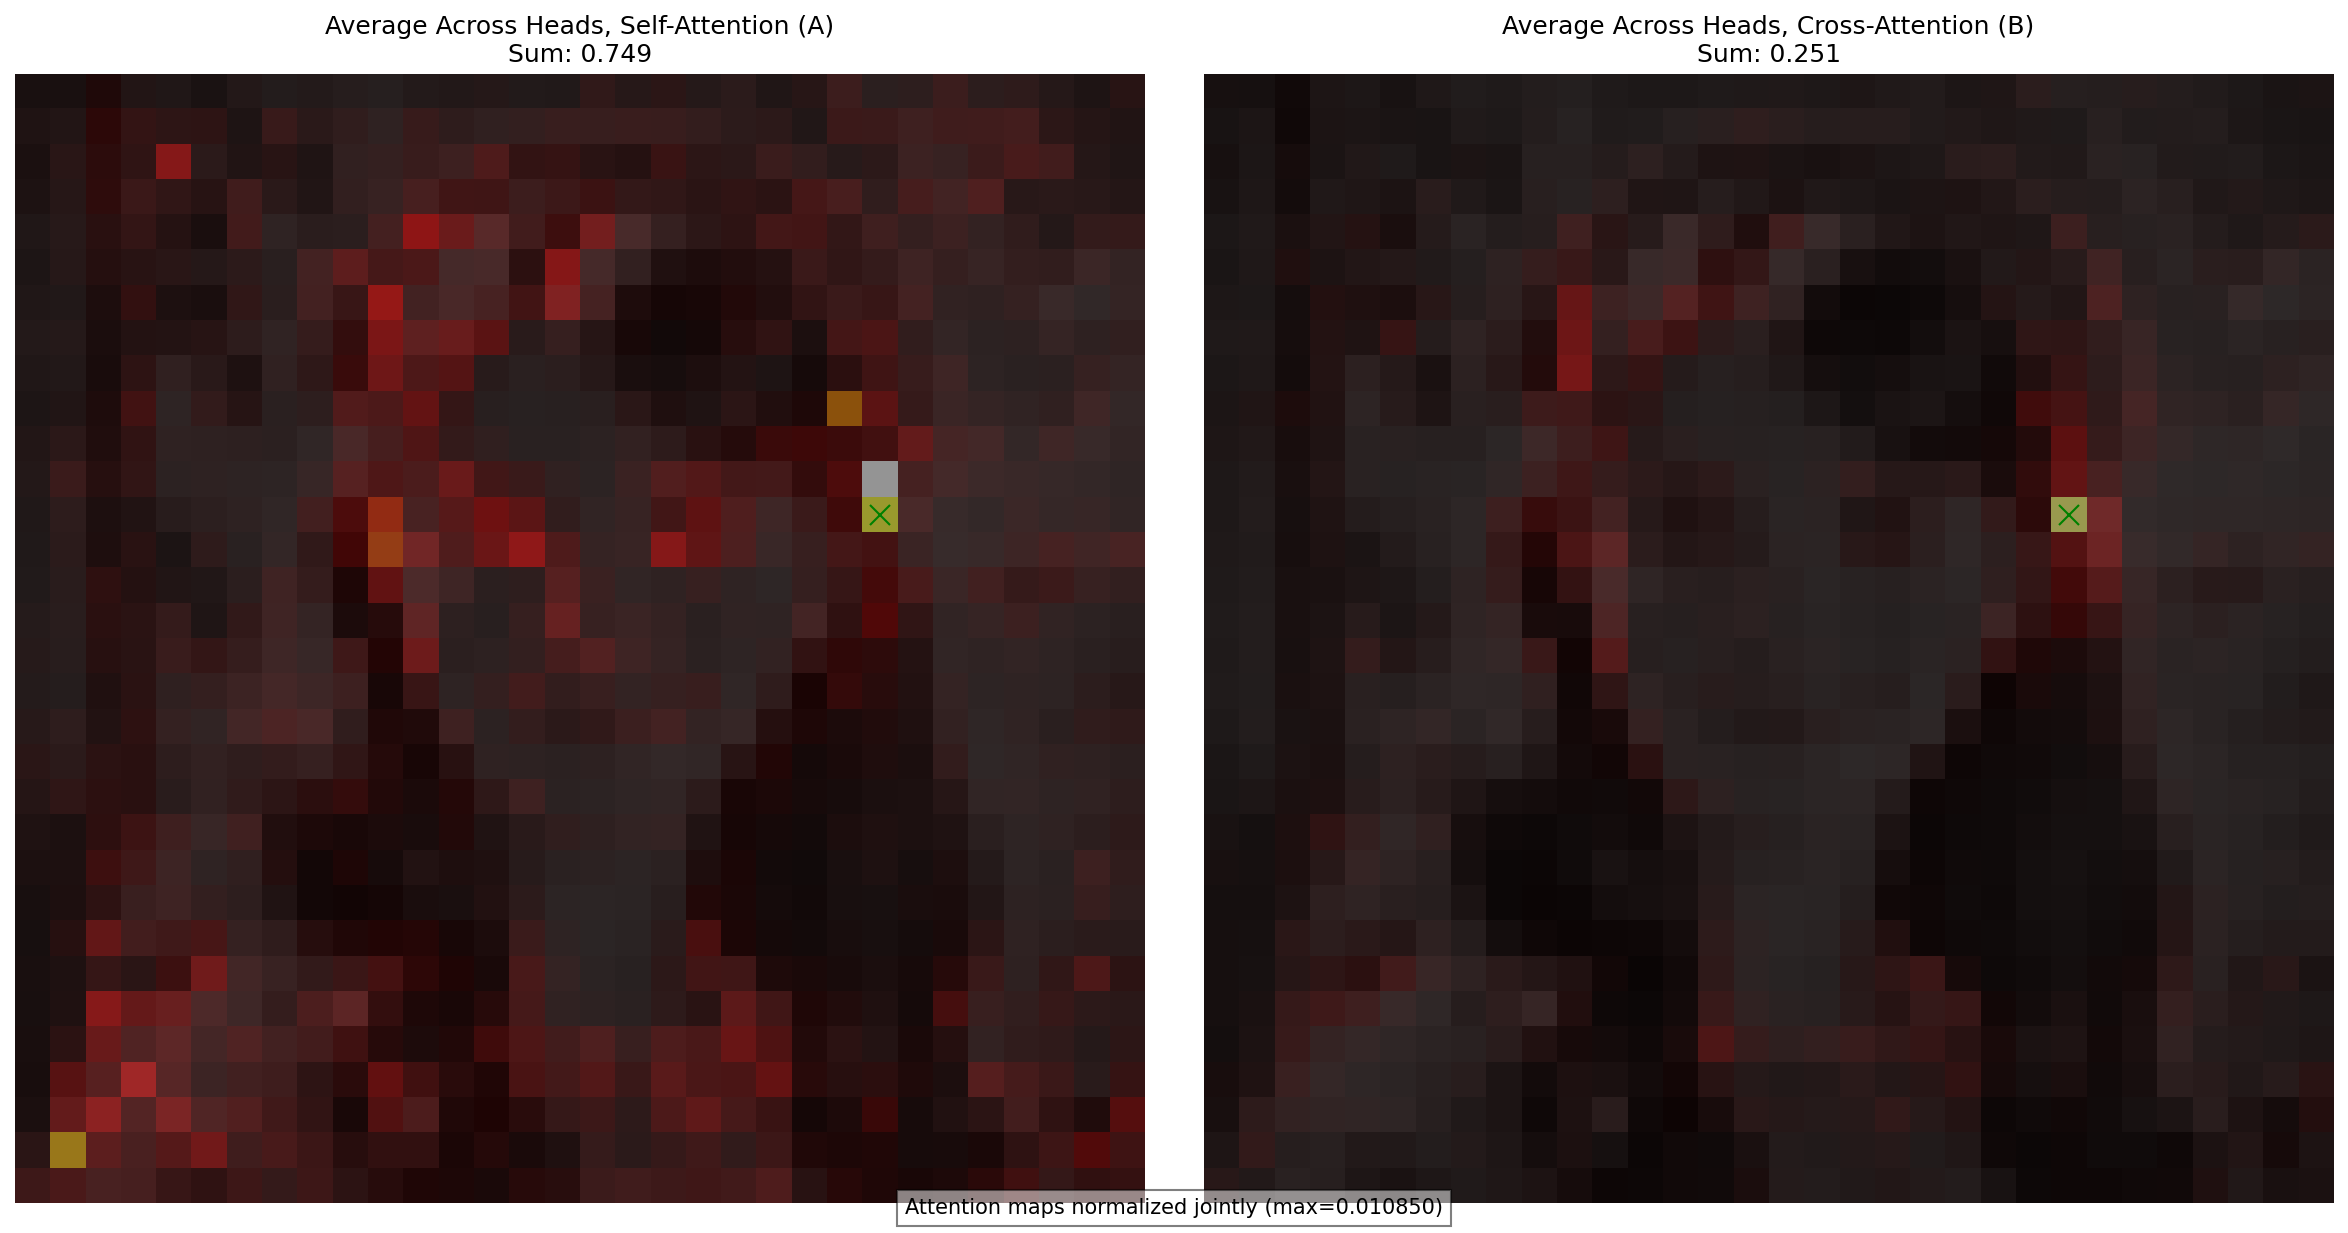 Average Across Heads, Self-Attention (A)
Sum: 0.749
Average Across Heads, Cross-Attention (B)
Sum: 0.251
Attention maps normalized jointly (max=0.010850)